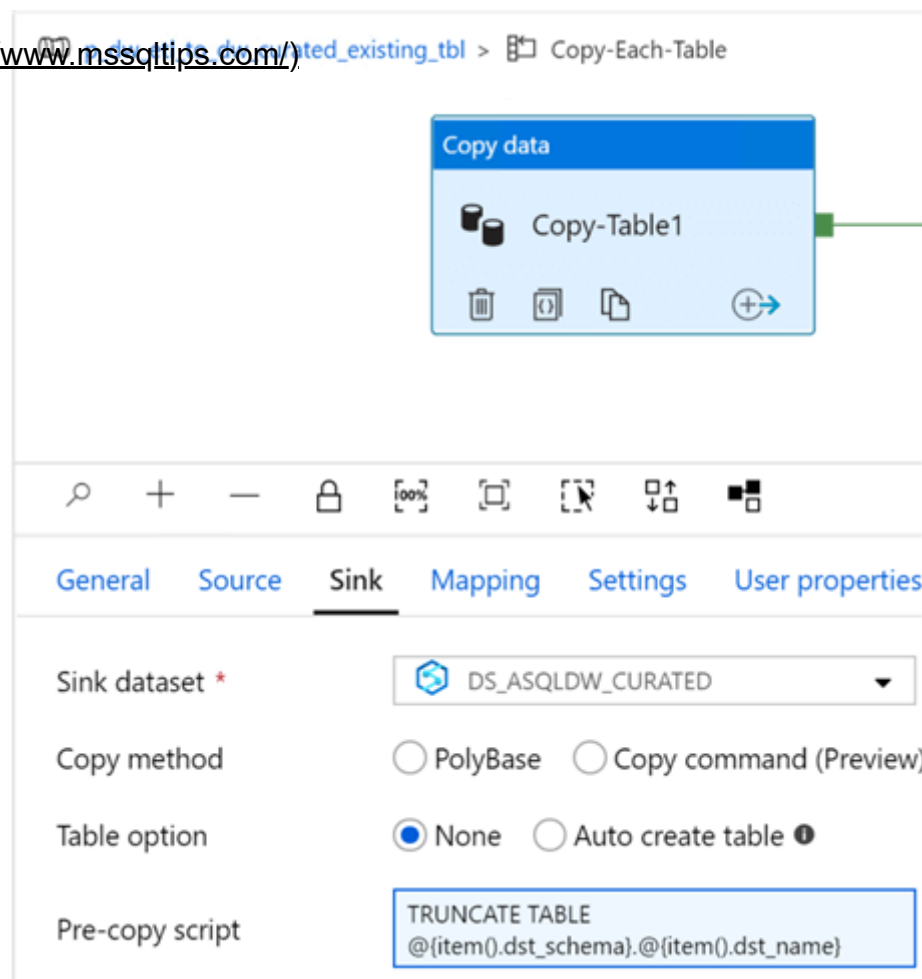 www.mssqltips.com/)ted_existing_tbl > Copy-Each-Table
Copy data
Copy-Table1
100%
General Source Sink Mapping Settings User properties
Sink dataset * DS_ASQLDW_CURATED
Copy method PolyBase Copy command (Preview)
Table option None Auto create table
Pre-copy script TRUNCATE TABLE
@{item().dst_schema}.@{item().dst_name}